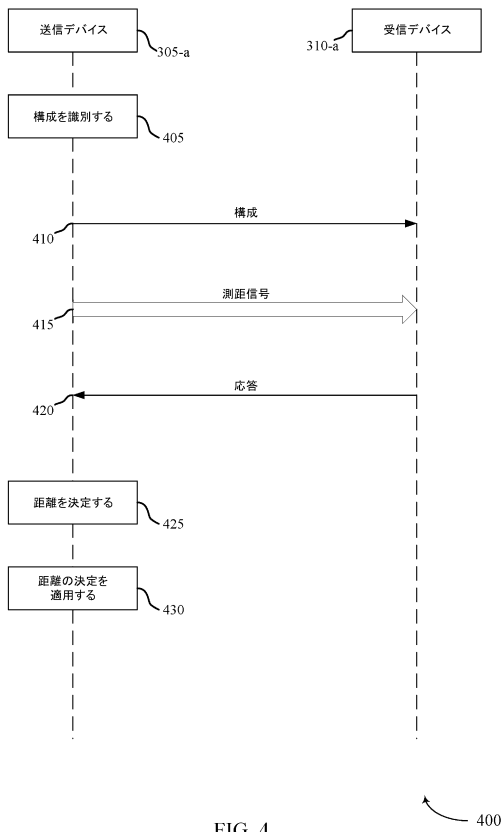 送信デバイス
305-a
受信デバイス
310-a
構成を識別する
405
構成
410
測距信号
415
応答
420
距離を決定する
425
距離の決定を
適用する
430
400
FIG. 4